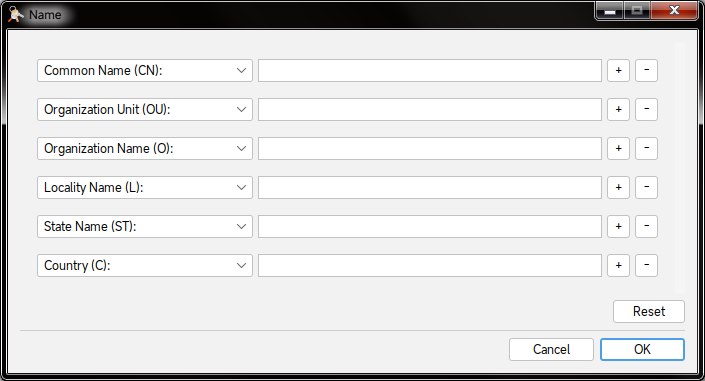 Name
Common Name (CN):
+ -
Organization Unit (OU):
+ -
Organization Name (O):
+ -
Locality Name (L):
+ -
State Name (ST):
+ -
Country (C):
+ -
Reset
Cancel
OK